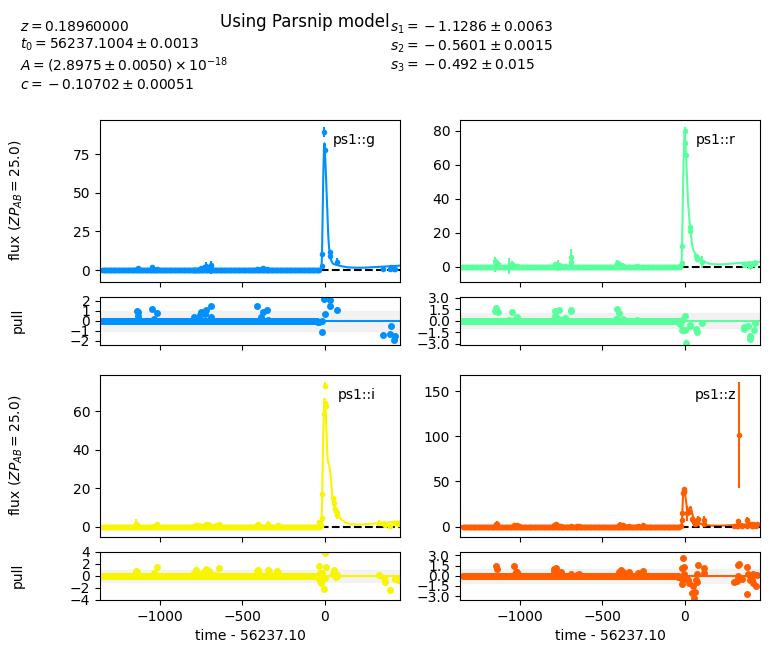 Using Parsnip model
z = 0.18960000
t₀ = 56237.1004 ± 0.0013
A = (2.8975 ± 0.0050) × 10⁻¹⁸
c = −0.10702 ± 0.00051
s₁ = −1.1286 ± 0.0063
s₂ = −0.5601 ± 0.0015
s₃ = −0.492 ± 0.015
flux (ZP_AB = 25.0)
75
50
25
0
ps1::g
80
60
40
20
0
ps1::r
pull
2
1
0
−1
−2
3.0
1.5
0.0
−1.5
−3.0
flux (ZP_AB = 25.0)
60
40
20
0
ps1::i
150
100
50
0
ps1::z
pull
4
2
0
−2
−4
3.0
1.5
0.0
−1.5
−3.0
−1000 −500 0
time - 56237.10
−1000 −500 0
time - 56237.10